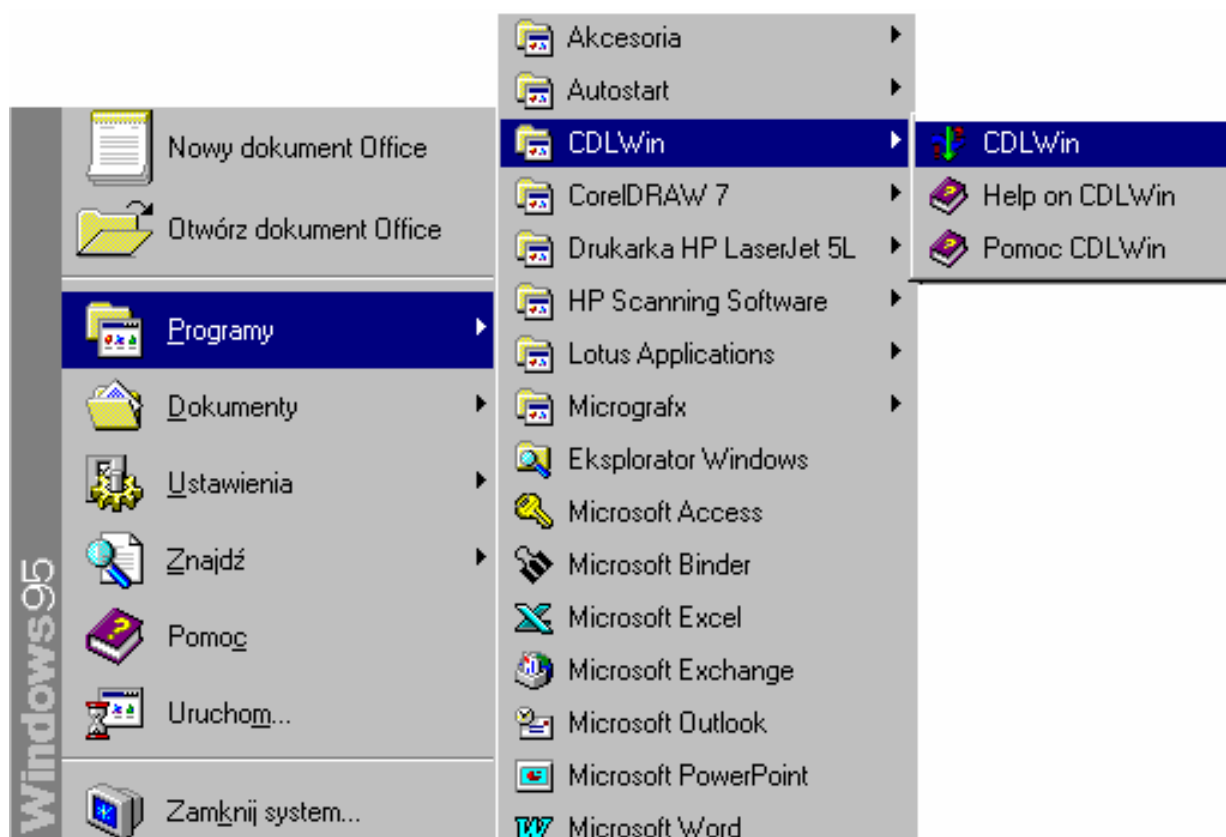 Nowy dokument Office
Otwórz dokument Office
Programy
Dokumenty
Ustawienia
Znajdź
Pomoc
Uruchom...
Zamknij system...
Windows95
Akcesoria
Autostart
CDLWin
CorelDRAW 7
Drukarka HP LaserJet 5L
HP Scanning Software
Lotus Applications
Micrografx
Eksplorator Windows
Microsoft Access
Microsoft Binder
Microsoft Excel
Microsoft Exchange
Microsoft Outlook
Microsoft PowerPoint
Microsoft Word
CDLWin
Help on CDLWin
Pomoc CDLWin